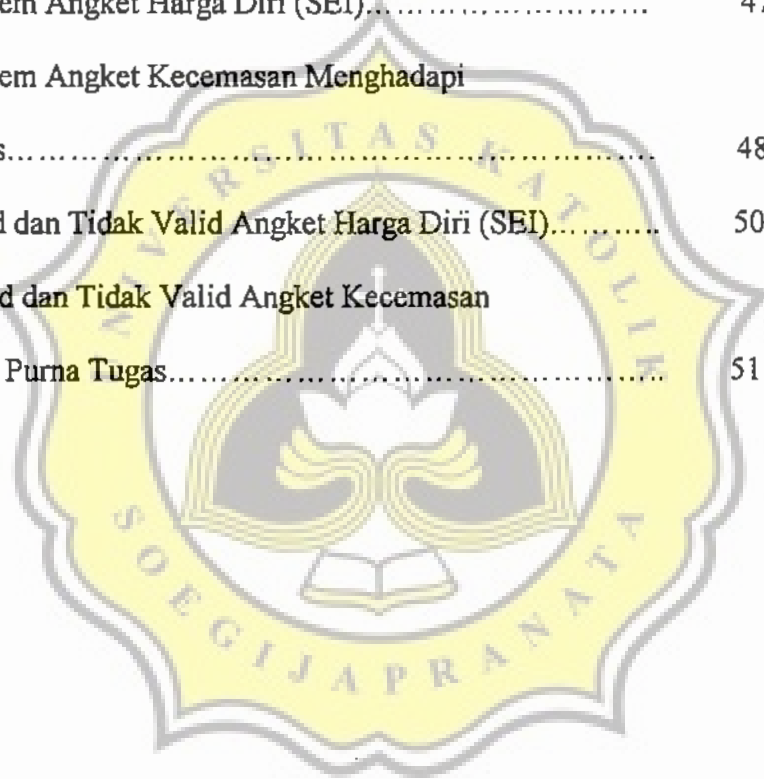 em Angket Harga Diri (SEI)........................... 47
em Angket Kecemasan Menghadapi
s................................................................ 48
d dan Tidak Valid Angket Harga Diri (SEI)........... 50
d dan Tidak Valid Angket Kecemasan
Purna Tugas.................................................. 51
UNIVERSITAS KATOLIK
SOEGIJAPRANATA